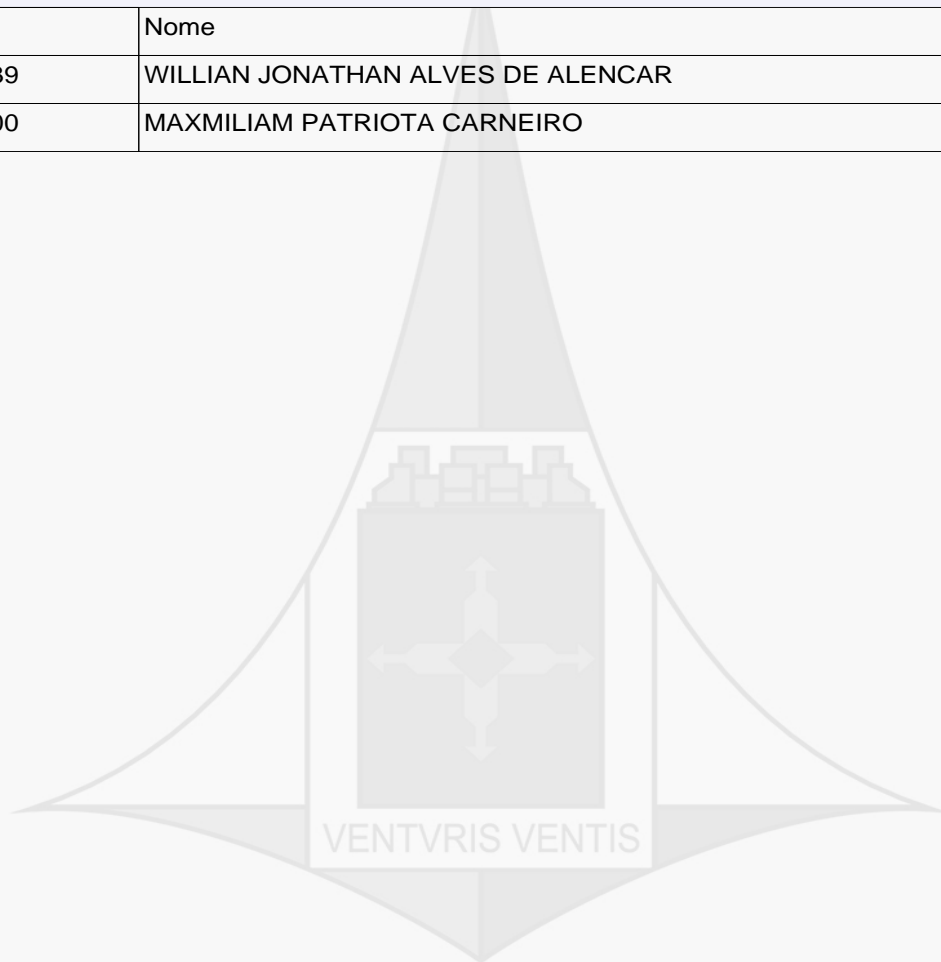 Nome
39 WILLIAN JONATHAN ALVES DE ALENCAR
00 MAXMILIAM PATRIOTA CARNEIRO
VENTVRIS VENTIS